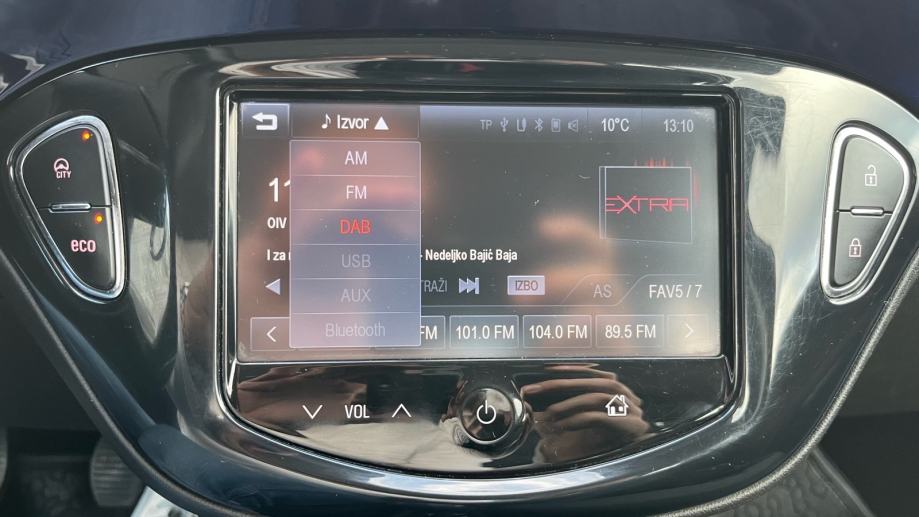 ♪ Izvor ▲ TP 10°C 13:10
AM
FM
DAB
USB
AUX
Bluetooth
CITY
eco
EXTRA
I za - Nedeljko Bajić Baja
IZBO AS FAV5 / 7
FM 101.0 FM 104.0 FM 89.5 FM
VOL